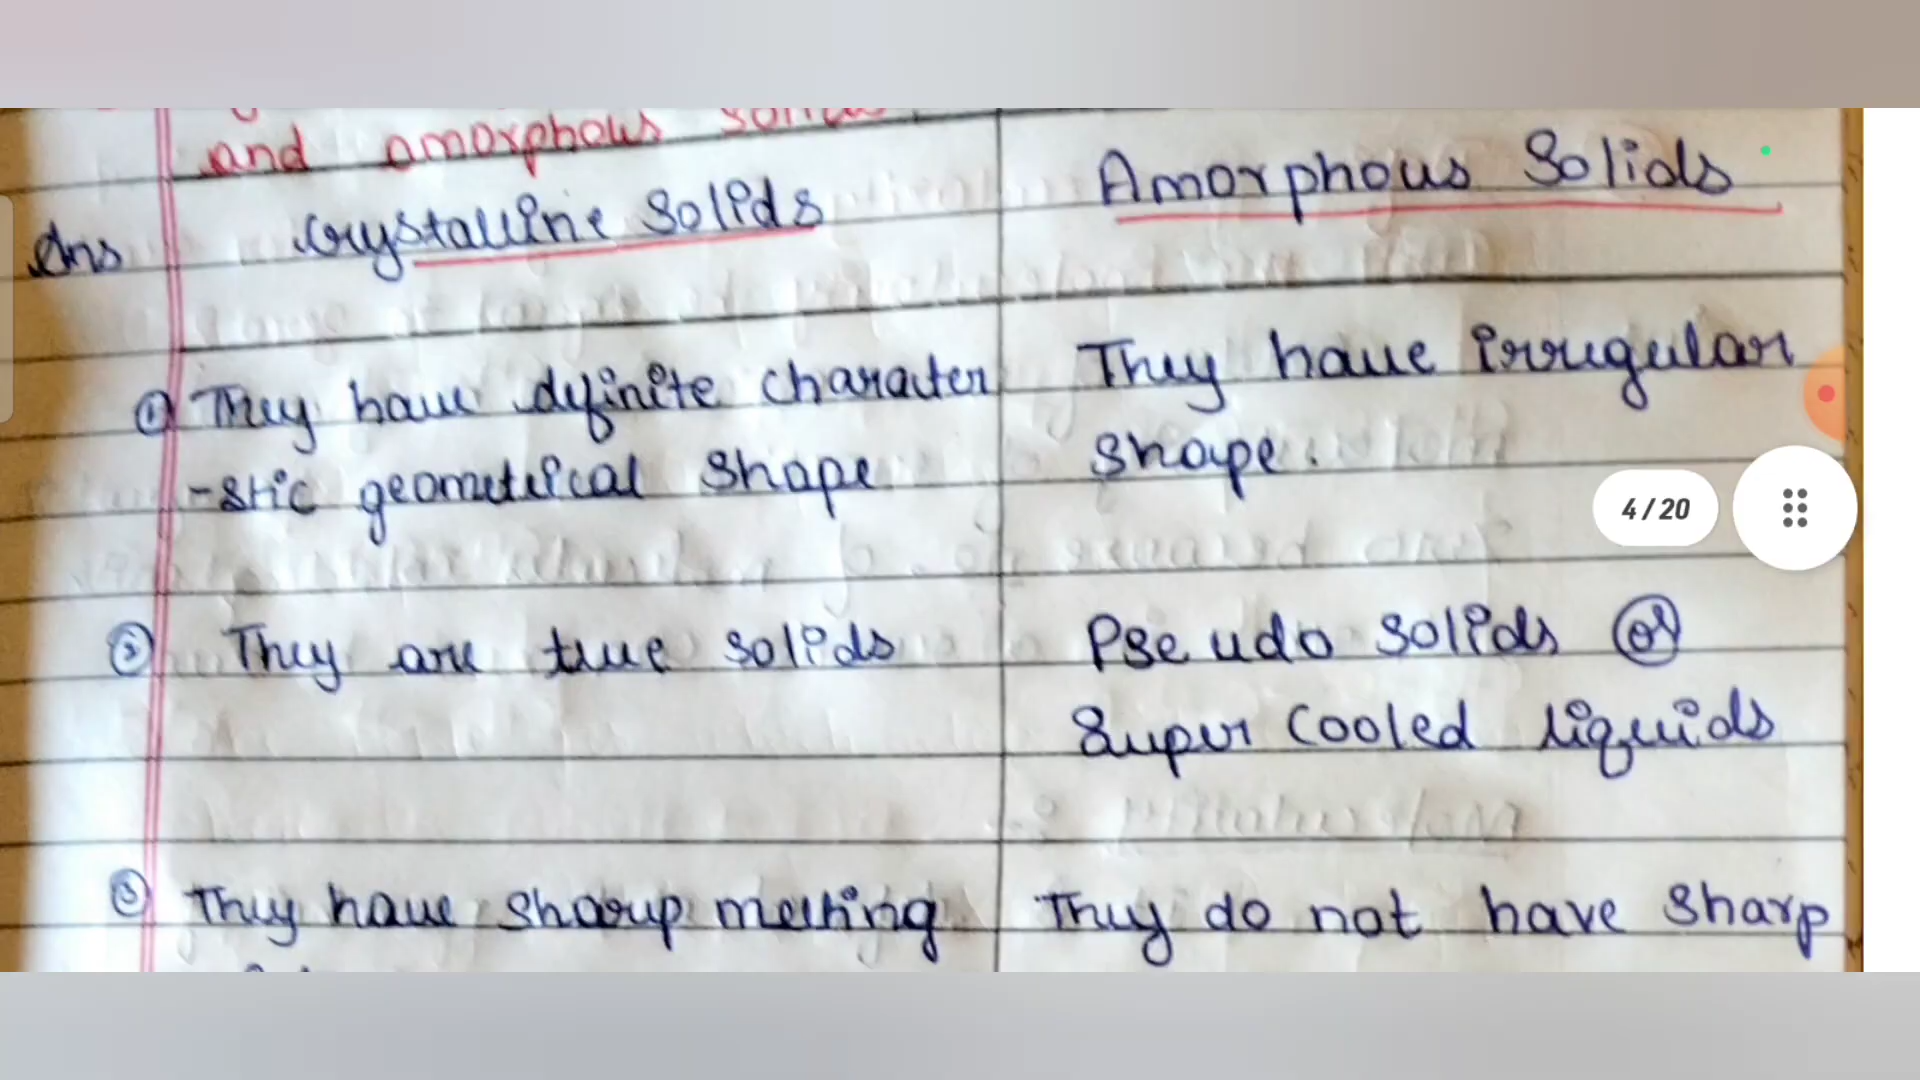 and amorphous solids
Ans Crystalline Solids
Amorphous Solids
① They have definite character
-stic geometrical shape
They have irregular
shape.
4/20
② They are true solids
Pseudo solids or
Super cooled liquids
③ They have sharp melting
They do not have sharp